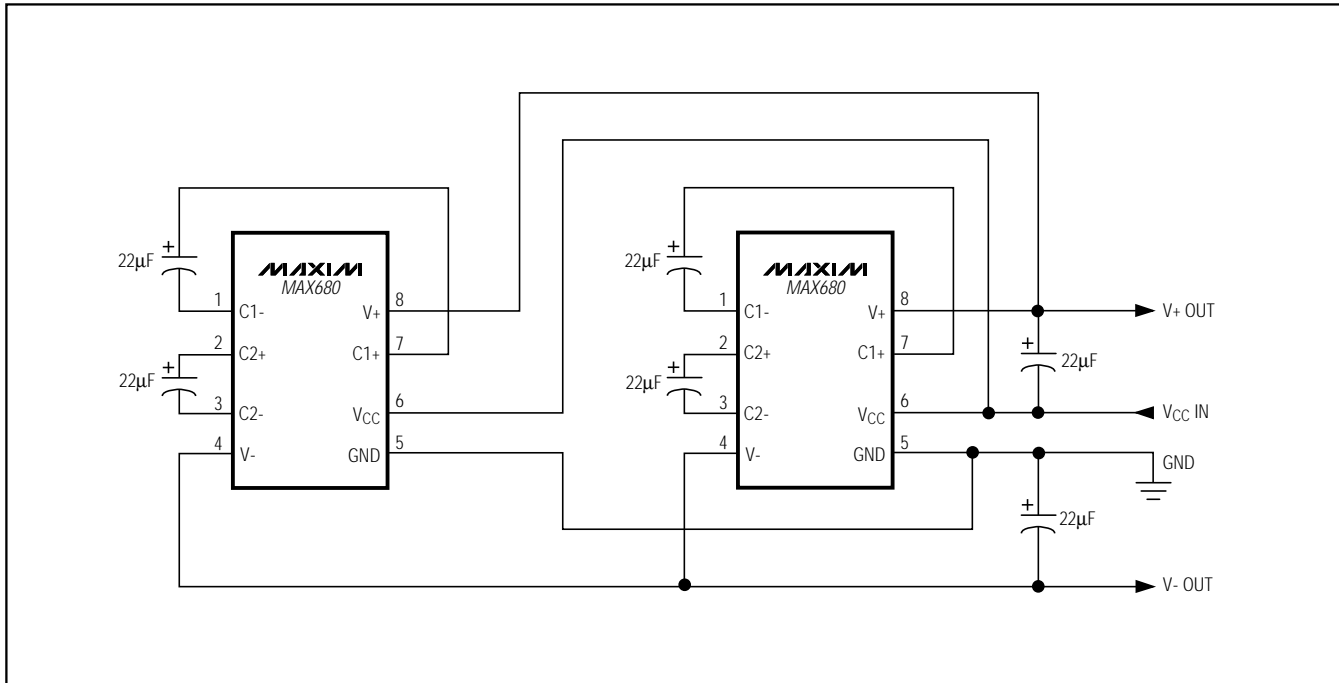 22μF
+
MAXIM
MAX680
1 C1-
V+ 8
2 C2+
C1+ 7
22μF
+
3 C2-
VCC 6
4 V-
GND 5
22μF
+
MAXIM
MAX680
1 C1-
V+ 8
2 C2+
C1+ 7
22μF
+
3 C2-
VCC 6
4 V-
GND 5
V+ OUT
+
22μF
VCC IN
GND
+
22μF
V- OUT